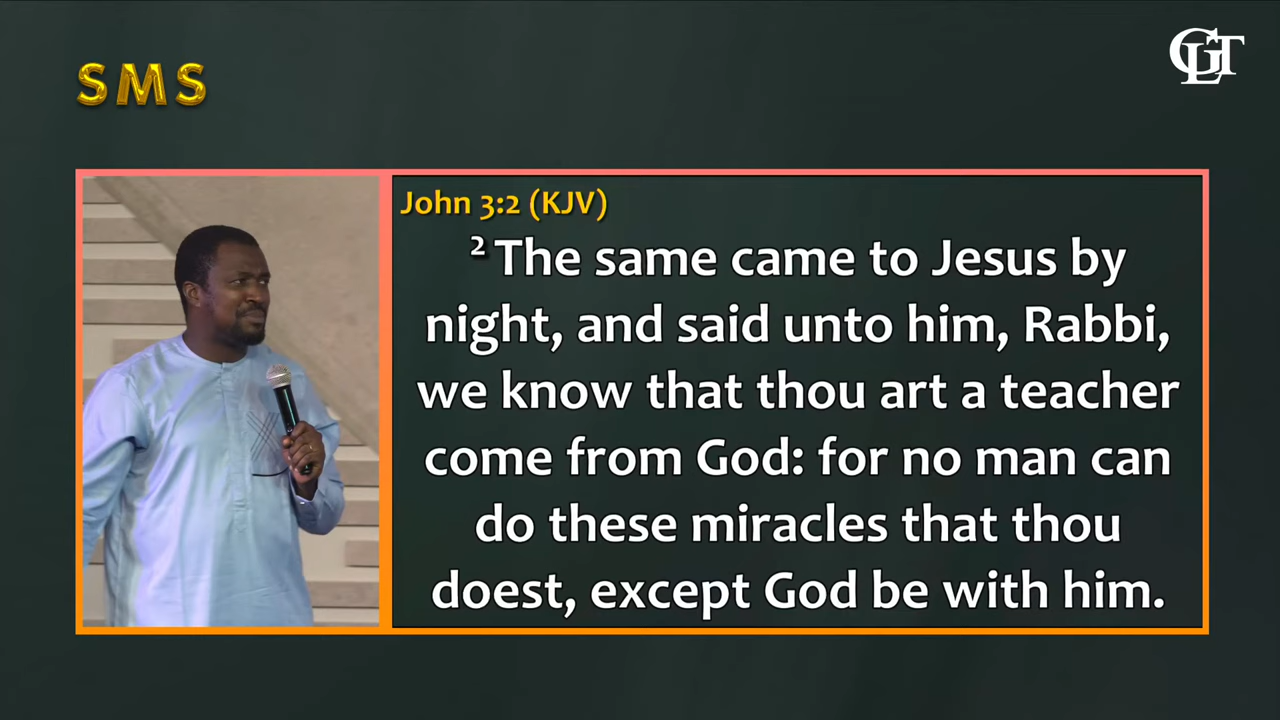 SMS
GLT
John 3:2 (KJV)
2 The same came to Jesus by
night, and said unto him, Rabbi,
we know that thou art a teacher
come from God: for no man can
do these miracles that thou
doest, except God be with him.